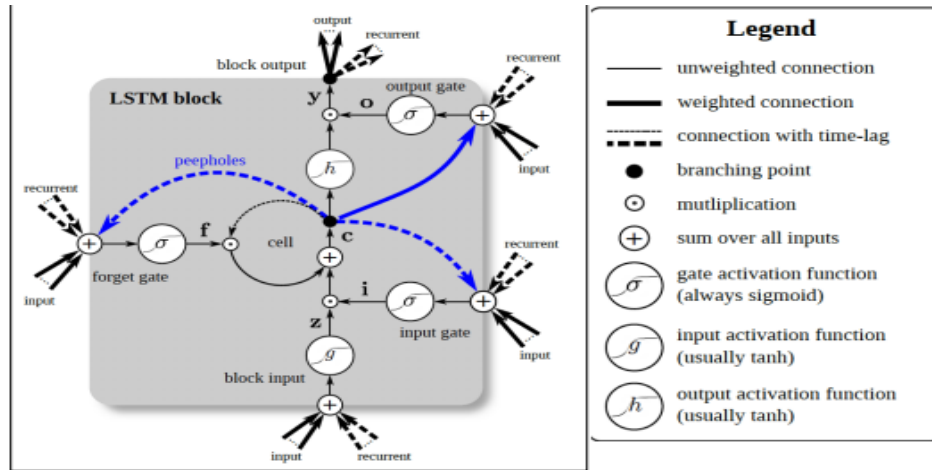 output
recurrent
block output
output gate
recurrent
LSTM block
y
o
σ
+
h
input
peepholes
recurrent
c
f
σ
+
cell
+
recurrent
forget gate
input
i
σ
+
z
input gate
g
block input
input
+
input
recurrent
Legend
unweighted connection
weighted connection
connection with time-lag
branching point
mutliplication
+ sum over all inputs
σ gate activation function
(always sigmoid)
g input activation function
(usually tanh)
h output activation function
(usually tanh)